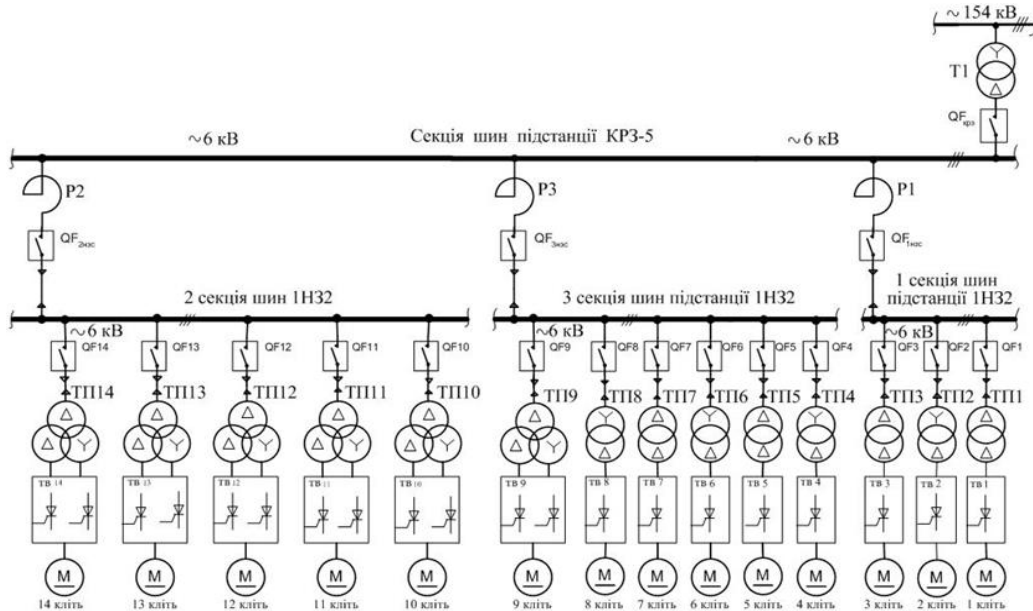 ~ 154 кВ
T1
QFкрз
~6 кВ
Секція шин підстанції КРЗ-5
~6 кВ
P2
P3
P1
QF2нзс
QF3нзс
QF1нзс
2 секція шин 1НЗ2
3 секція шин підстанції 1НЗ2
1 секція шин
підстанції 1НЗ2
~6 кВ
~6 кВ
~6 кВ
QF14
QF13
QF12
QF11
QF10
QF9
QF8
QF7
QF6
QF5
QF4
QF3
QF2
QF1
ТП14
ТП13
ТП12
ТП11
ТП10
ТП9
ТП8
ТП7
ТП6
ТП5
ТП4
ТП3
ТП2
ТП1
ТВ 14
ТВ 13
ТВ 12
ТВ 11
ТВ 10
ТВ 9
ТВ 8
ТВ 7
ТВ 6
ТВ 5
ТВ 4
ТВ 3
ТВ 2
ТВ 1
M M M M M M M M M M M M M M
14 кліть 13 кліть 12 кліть 11 кліть 10 кліть 9 кліть 8 кліть 7 кліть 6 кліть 5 кліть 4 кліть 3 кліть 2 кліть 1 кліть